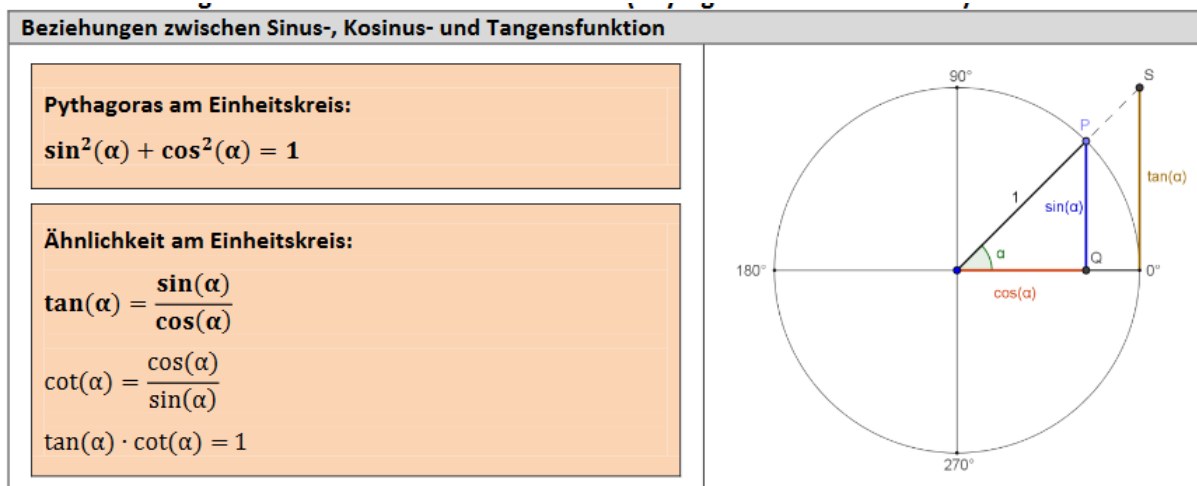 Beziehungen zwischen Sinus-, Kosinus- und Tangensfunktion
Pythagoras am Einheitskreis:
sin²(α) + cos²(α) = 1
Ähnlichkeit am Einheitskreis:
tan(α) = sin(α)/cos(α)
cot(α) = cos(α)/sin(α)
tan(α) · cot(α) = 1
90°
S
P
tan(α)
1
sin(α)
α
Q
180°
0°
cos(α)
270°